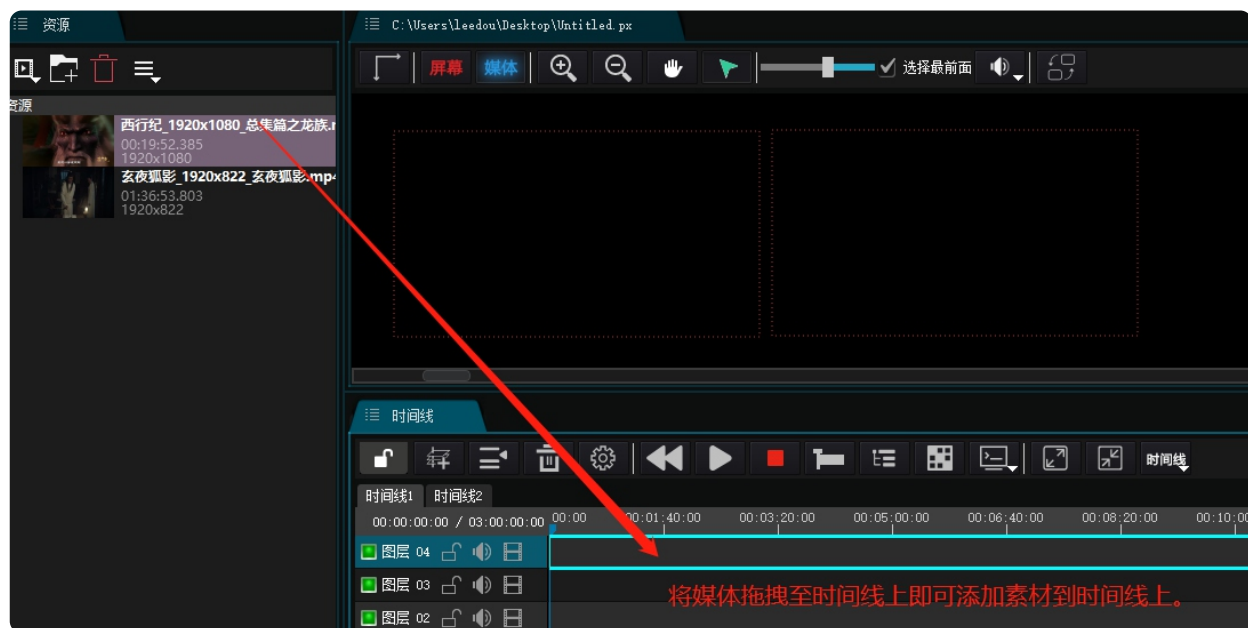 资源
C:\Users\leedou\Desktop\Untitled.px
屏幕 媒体 选择最前面
资源
西行纪_1920x1080_总集篇之龙族.m
00:19:52.385
1920x1080
玄夜狐影_1920x822_玄夜狐影.mp4
01:36:53.803
1920x822
时间线
时间线
时间线1 时间线2
00:00:00:00 / 03:00:00:00 00:00 00:01:40:00 00:03:20:00 00:05:00:00 00:06:40:00 00:08:20:00 00:10:00
图层 04
图层 03
将媒体拖拽至时间线上即可添加素材到时间线上。
图层 02